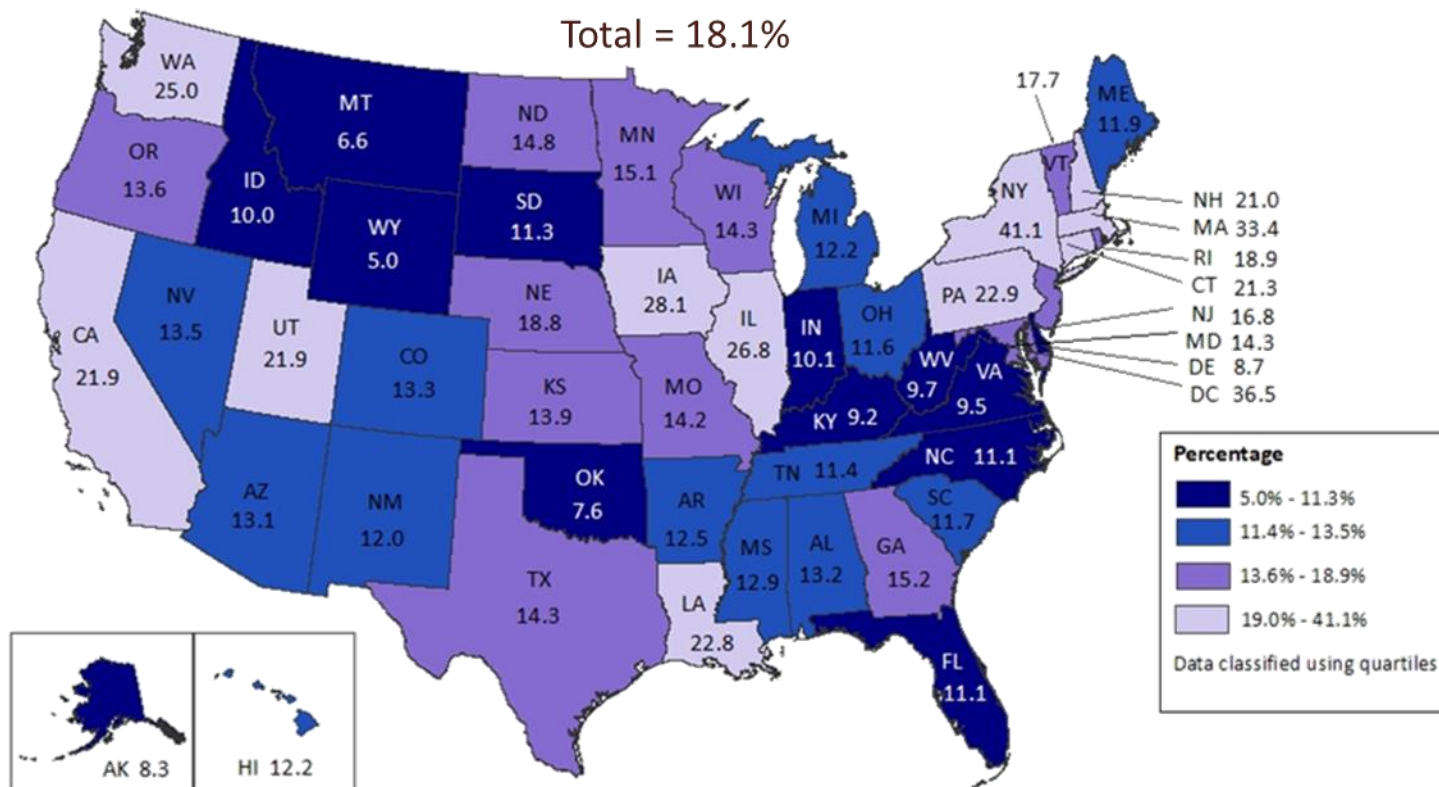 Total = 18.1%
WA
25.0
MT
6.6
ND
14.8
MN
15.1
17.7
VT
ME
11.9
OR
13.6
ID
10.0
WY
5.0
SD
11.3
WI
14.3
MI
12.2
NY
41.1
NH 21.0
MA 33.4
RI 18.9
CT 21.3
NJ 16.8
MD 14.3
DE 8.7
DC 36.5
CA
21.9
NV
13.5
UT
21.9
CO
13.3
NE
18.8
IA
28.1
IL
26.8
IN
10.1
OH
11.6
PA 22.9
KS
13.9
MO
14.2
KY 9.2
WV
9.7
VA
9.5
AZ
13.1
NM
12.0
OK
7.6
AR
12.5
TN 11.4
NC 11.1
SC
11.7
TX
14.3
LA
22.8
MS
12.9
AL
13.2
GA
15.2
FL
11.1
AK 8.3
HI 12.2
Percentage
5.0% - 11.3%
11.4% - 13.5%
13.6% - 18.9%
19.0% - 41.1%
Data classified using quartiles